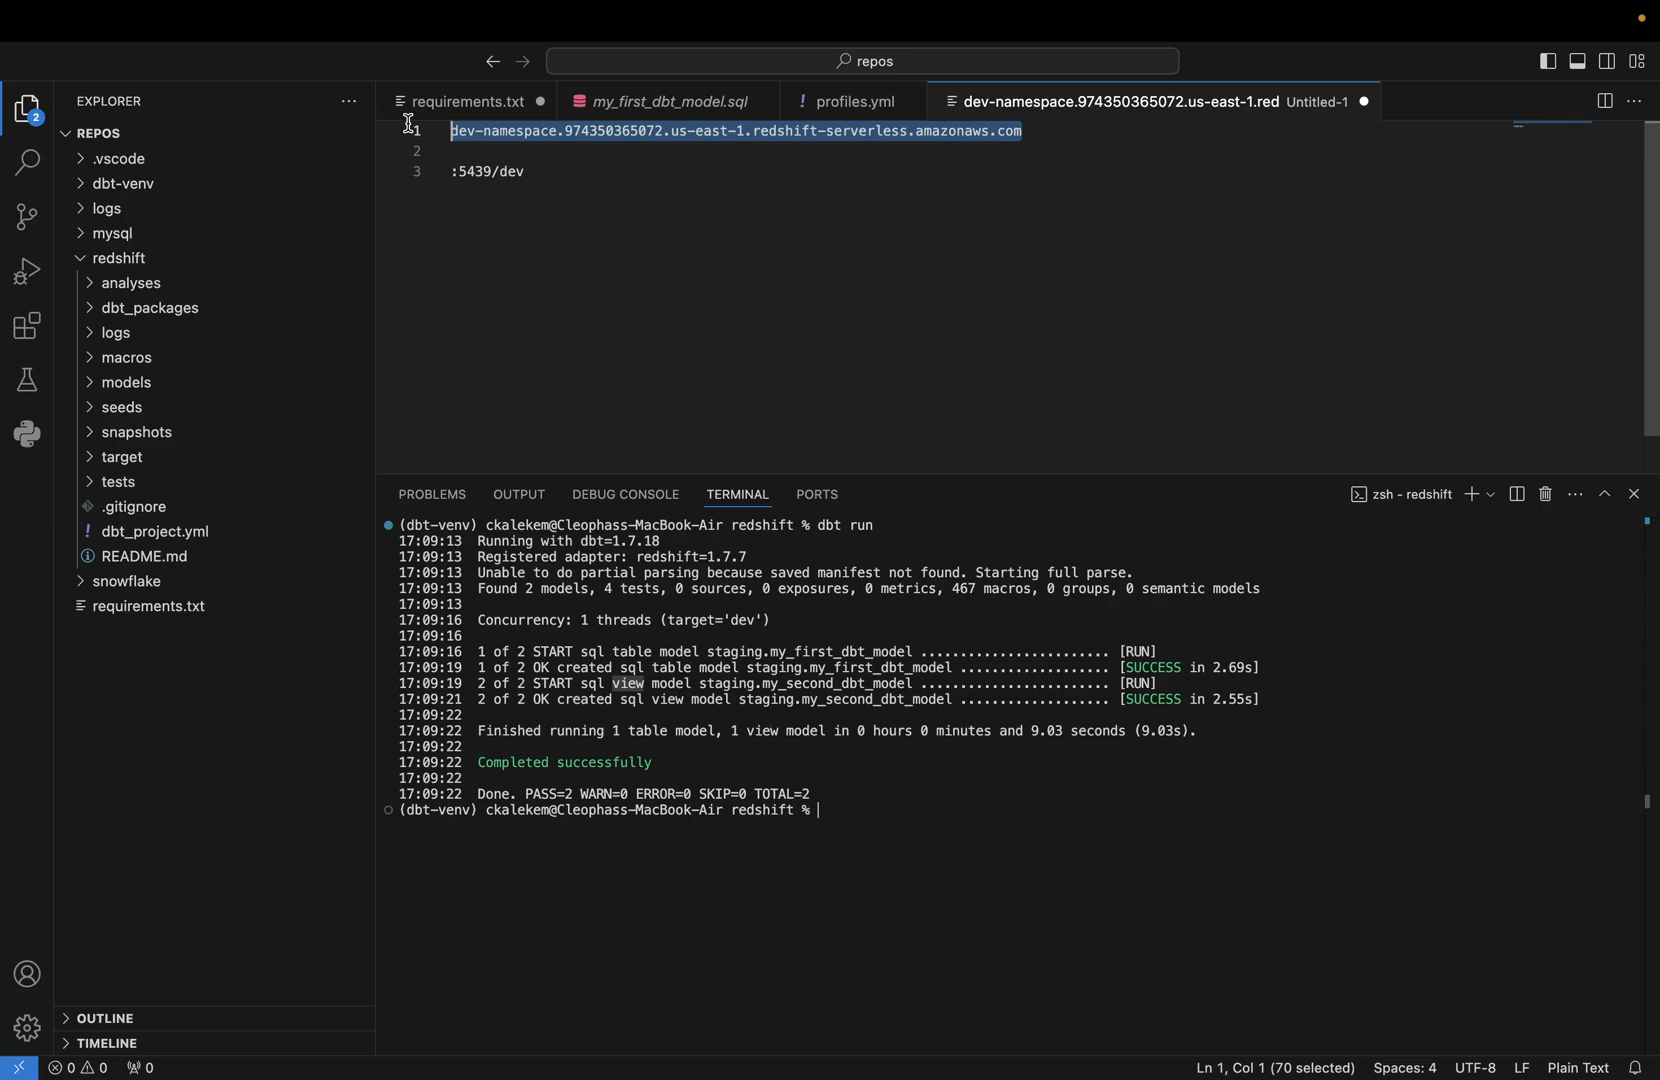 repos
EXPLORER
requirements.txt
my_first_dbt_model.sql
! profiles.yml
dev-namespace.974350365072.us-east-1.red Untitled-1
2
REPOS
.vscode
dbt-venv
logs
mysql
redshift
analyses
dbt_packages
logs
macros
models
seeds
snapshots
target
tests
.gitignore
! dbt_project.yml
README.md
snowflake
requirements.txt
OUTLINE
TIMELINE
1 dev-namespace.974350365072.us-east-1.redshift-serverless.amazonaws.com
2
3 :5439/dev
PROBLEMS OUTPUT DEBUG CONSOLE TERMINAL PORTS
zsh - redshift
(dbt-venv) ckalekem@Cleophass-MacBook-Air redshift % dbt run
17:09:13 Running with dbt=1.7.18
17:09:13 Registered adapter: redshift=1.7.7
17:09:13 Unable to do partial parsing because saved manifest not found. Starting full parse.
17:09:13 Found 2 models, 4 tests, 0 sources, 0 exposures, 0 metrics, 467 macros, 0 groups, 0 semantic models
17:09:13
17:09:16 Concurrency: 1 threads (target='dev')
17:09:16
17:09:16 1 of 2 START sql table model staging.my_first_dbt_model ........................ [RUN]
17:09:19 1 of 2 OK created sql table model staging.my_first_dbt_model ................... [SUCCESS in 2.69s]
17:09:19 2 of 2 START sql view model staging.my_second_dbt_model ........................ [RUN]
17:09:21 2 of 2 OK created sql view model staging.my_second_dbt_model ................... [SUCCESS in 2.55s]
17:09:22
17:09:22 Finished running 1 table model, 1 view model in 0 hours 0 minutes and 9.03 seconds (9.03s).
17:09:22
17:09:22 Completed successfully
17:09:22
17:09:22 Done. PASS=2 WARN=0 ERROR=0 SKIP=0 TOTAL=2
(dbt-venv) ckalekem@Cleophass-MacBook-Air redshift %
0 0 0
Ln 1, Col 1 (70 selected) Spaces: 4 UTF-8 LF Plain Text